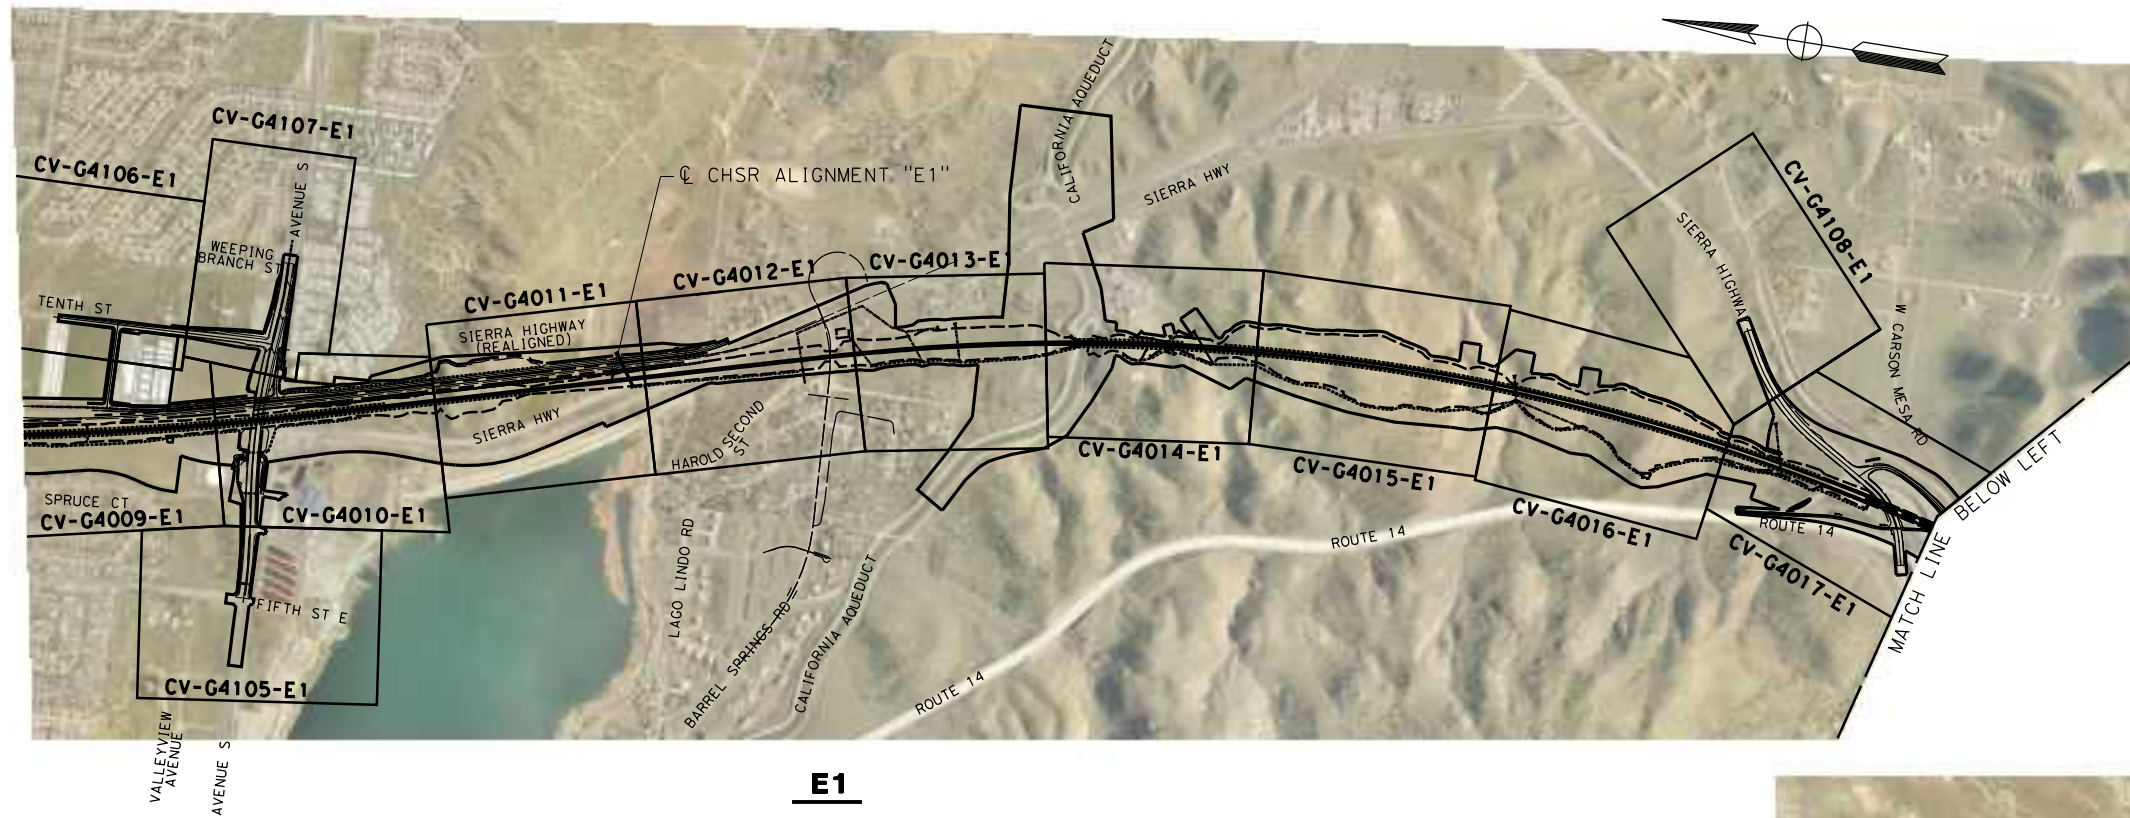 CV-G4107-E1
CV-G4106-E1
AVENUE S
WEEPING
BRANCH ST
TENTH ST
CV-G4011-E1
SIERRA HIGHWAY
(REALIGNED)
CV-G4012-E1
CV-G4013-E1
℄ CHSR ALIGNMENT "E1"
CALIFORNIA AQUEDUCT
SIERRA HWY
SIERRA HIGHWAY
CV-G4108-E1
W CARSON MESA RD
SIERRA HWY
HAROLD SECOND
ST
SPRUCE CT
CV-G4009-E1
CV-G4010-E1
CV-G4014-E1
CV-G4015-E1
CV-G4016-E1
CV-G4017-E1
ROUTE 14
ROUTE 14
ROUTE 14
MATCH LINE
BELOW LEFT
FIFTH ST E
LAGO LINDO RD
BARREL SPRINGS RD
CALIFORNIA AQUEDUCT
CV-G4105-E1
VALLEYVIEW
AVENUE
AVENUE S
E1